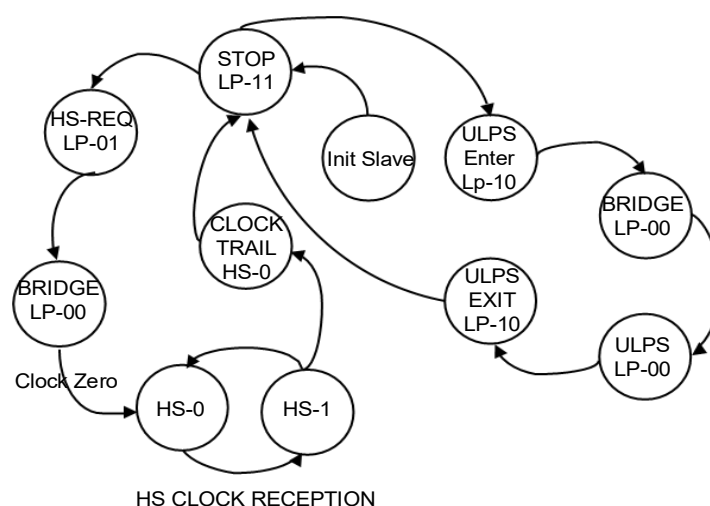 STOP
LP-11
HS-REQ
LP-01
ULPS
Enter
Lp-10
Init Slave
BRIDGE
LP-00
CLOCK
TRAIL
HS-0
BRIDGE
LP-00
ULPS
EXIT
LP-10
ULPS
LP-00
Clock Zero
HS-0
HS-1
HS CLOCK RECEPTION